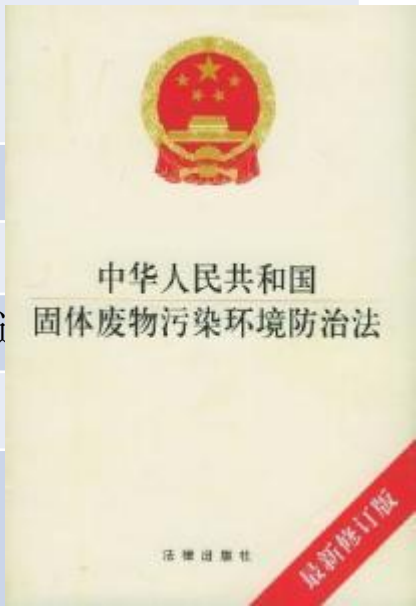 中华人民共和国
固体废物污染环境防治法
法律出版社
最新修订版